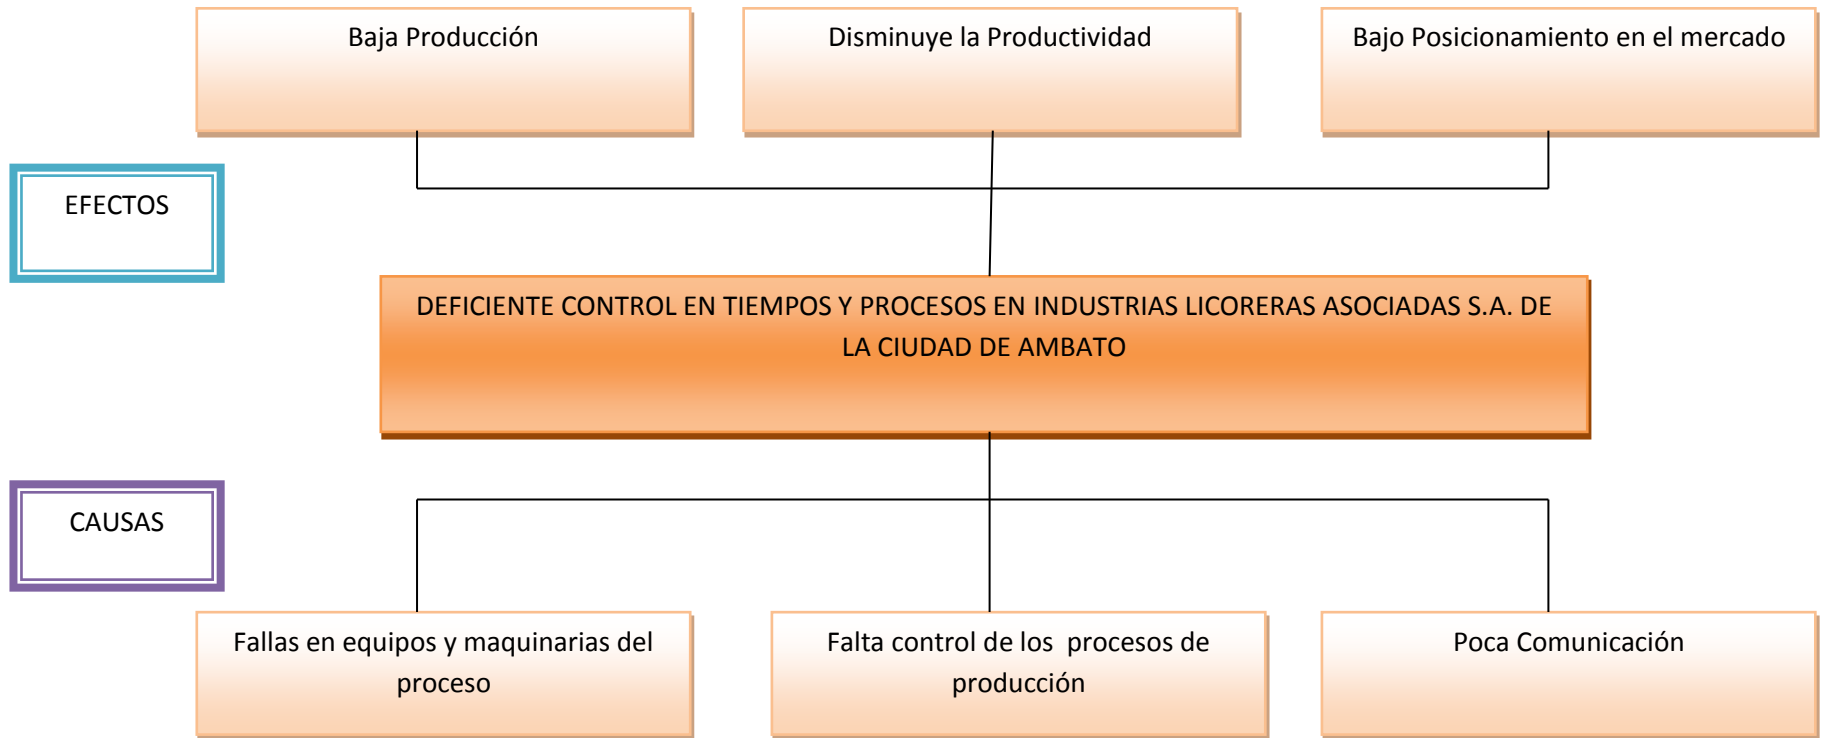 Baja Producción
Disminuye la Productividad
Bajo Posicionamiento en el mercado
EFECTOS
DEFICIENTE CONTROL EN TIEMPOS Y PROCESOS EN INDUSTRIAS LICORERAS ASOCIADAS S.A. DE
LA CIUDAD DE AMBATO
CAUSAS
Fallas en equipos y maquinarias del
proceso
Falta control de los  procesos de
producción
Poca Comunicación